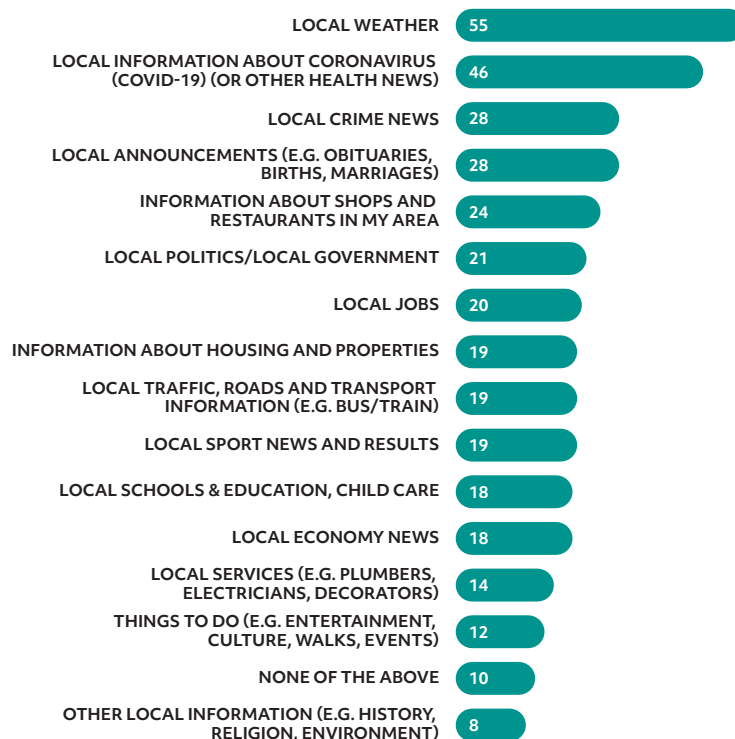 LOCAL WEATHER 55
LOCAL INFORMATION ABOUT CORONAVIRUS
(COVID-19) (OR OTHER HEALTH NEWS) 46
LOCAL CRIME NEWS 28
LOCAL ANNOUNCEMENTS (E.G. OBITUARIES,
BIRTHS, MARRIAGES) 28
INFORMATION ABOUT SHOPS AND
RESTAURANTS IN MY AREA 24
LOCAL POLITICS/LOCAL GOVERNMENT 21
LOCAL JOBS 20
INFORMATION ABOUT HOUSING AND PROPERTIES 19
LOCAL TRAFFIC, ROADS AND TRANSPORT
INFORMATION (E.G. BUS/TRAIN) 19
LOCAL SPORT NEWS AND RESULTS 19
LOCAL SCHOOLS & EDUCATION, CHILD CARE 18
LOCAL ECONOMY NEWS 18
LOCAL SERVICES (E.G. PLUMBERS,
ELECTRICIANS, DECORATORS) 14
THINGS TO DO (E.G. ENTERTAINMENT,
CULTURE, WALKS, EVENTS) 12
NONE OF THE ABOVE 10
OTHER LOCAL INFORMATION (E.G. HISTORY,
RELIGION, ENVIRONMENT) 8